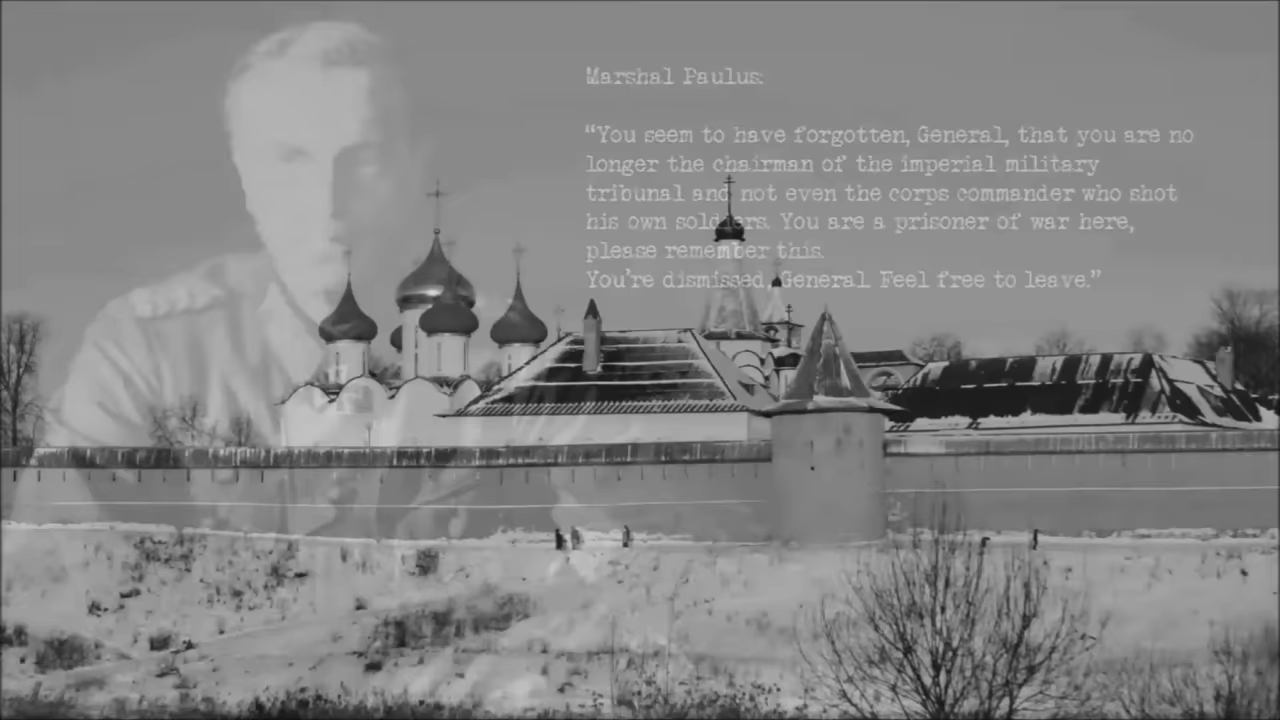 Marshal Paulus:
“You seem to have forgotten, General, that you are no
longer the chairman of the imperial military
tribunal and not even the corps commander who shot
his own soldiers. You are a prisoner of war here,
please remember this.
You're dismissed, General. Feel free to leave.”